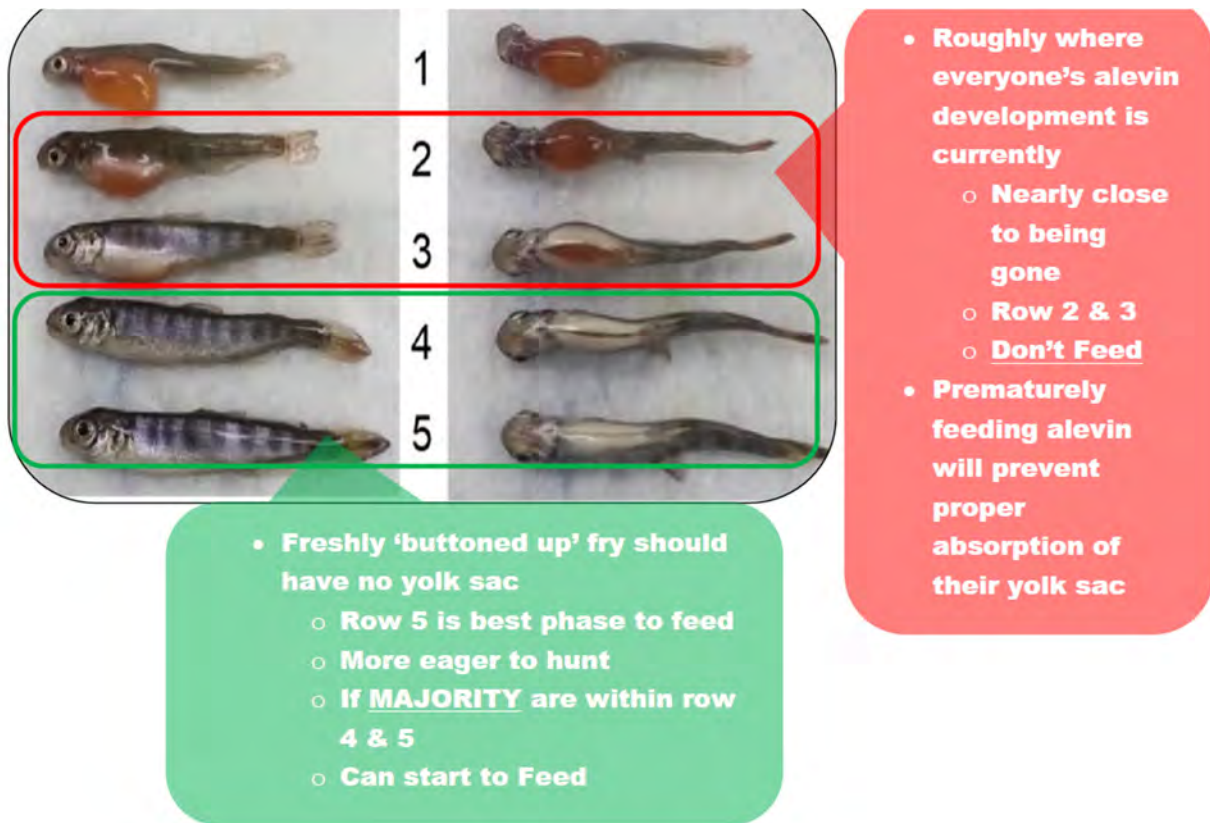 1
2
3
4
5
• Roughly where
everyone’s alevin
development is
currently
o Nearly close
to being
gone
o Row 2 & 3
o Don’t Feed
• Prematurely
feeding alevin
will prevent
proper
absorption of
their yolk sac
• Freshly ‘buttoned up’ fry should
have no yolk sac
o Row 5 is best phase to feed
o More eager to hunt
o If MAJORITY are within row
4 & 5
o Can start to Feed